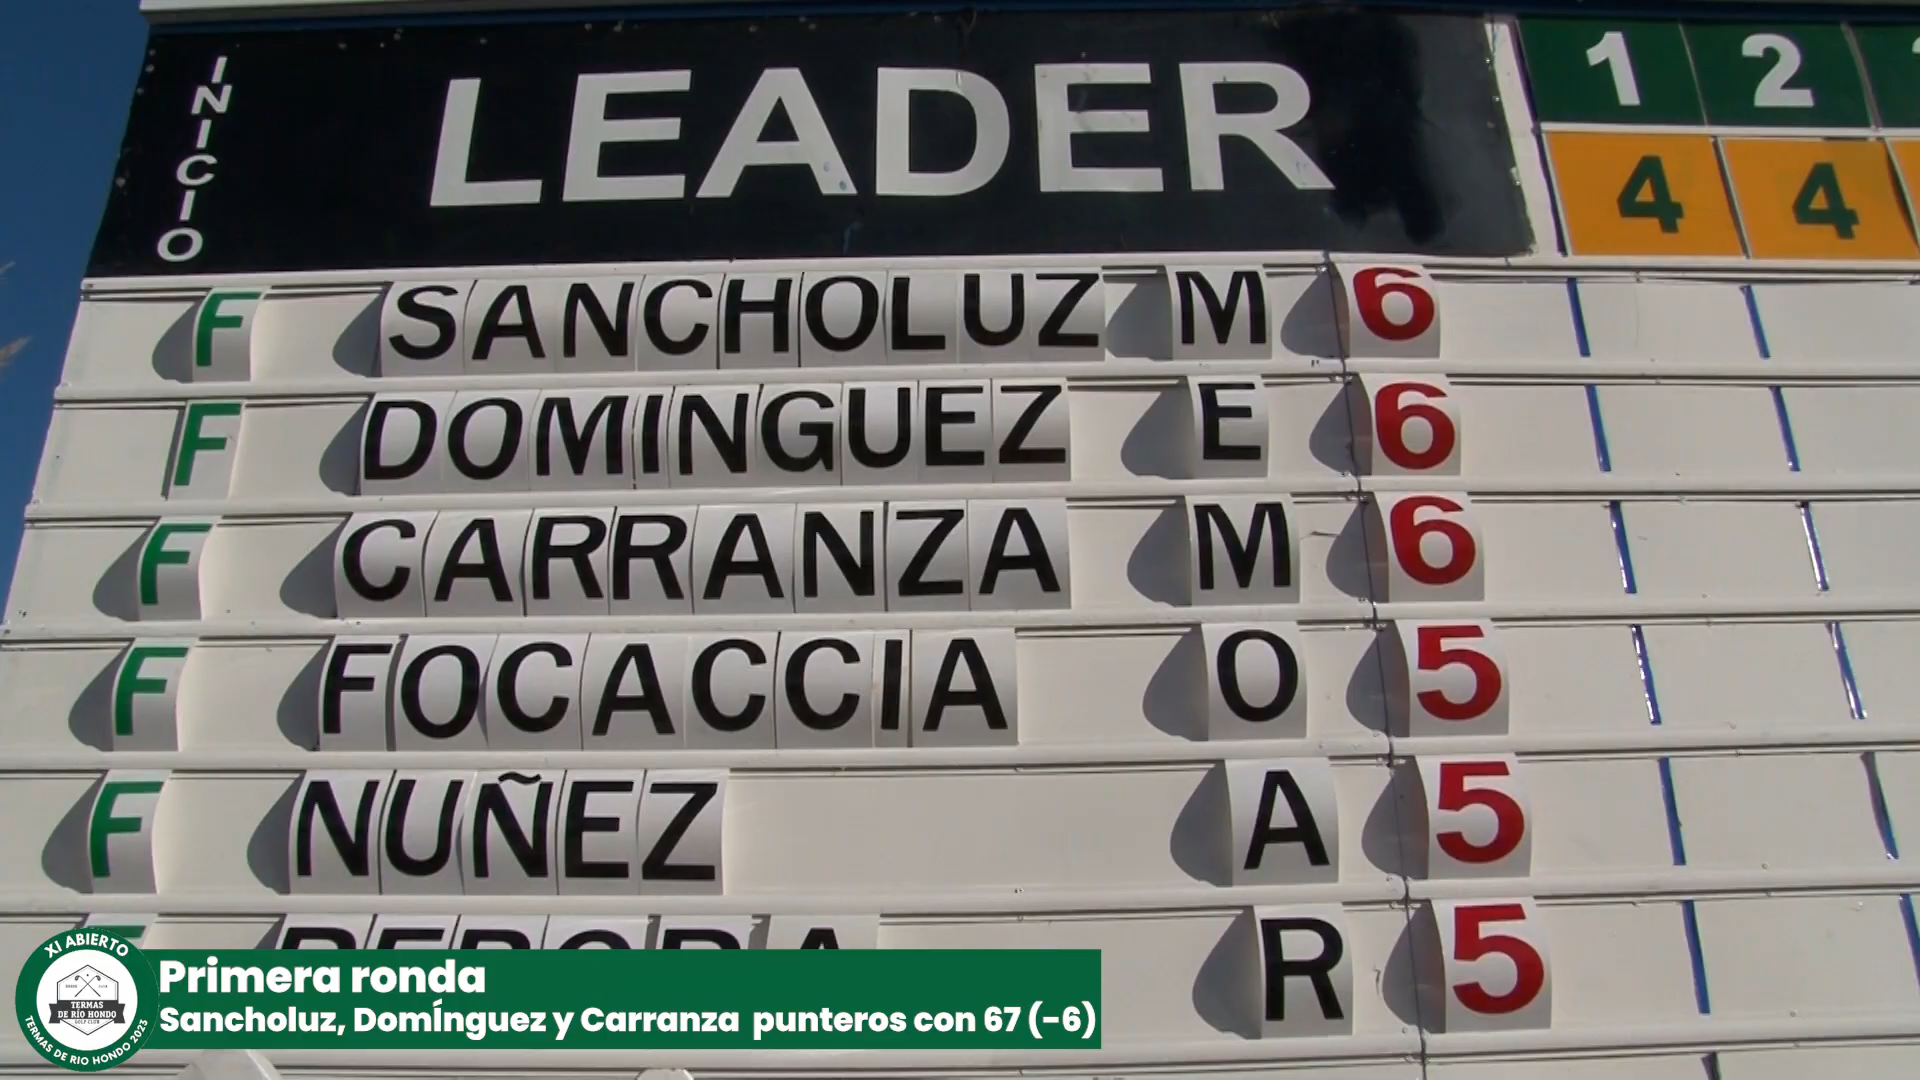 INICIO
LEADER
1 2
4 4
F SANCHOLUZ M 6
F DOMINGUEZ E 6
F CARRANZA M 6
F FOCACCIA O 5
F NUÑEZ A 5
R 5
XI ABIERTO
TERMAS
DE RÍO HONDO
GOLF CLUB
TERMAS DE RIO HONDO 2023
Primera ronda
Sancholuz, Domínguez y Carranza punteros con 67 (-6)